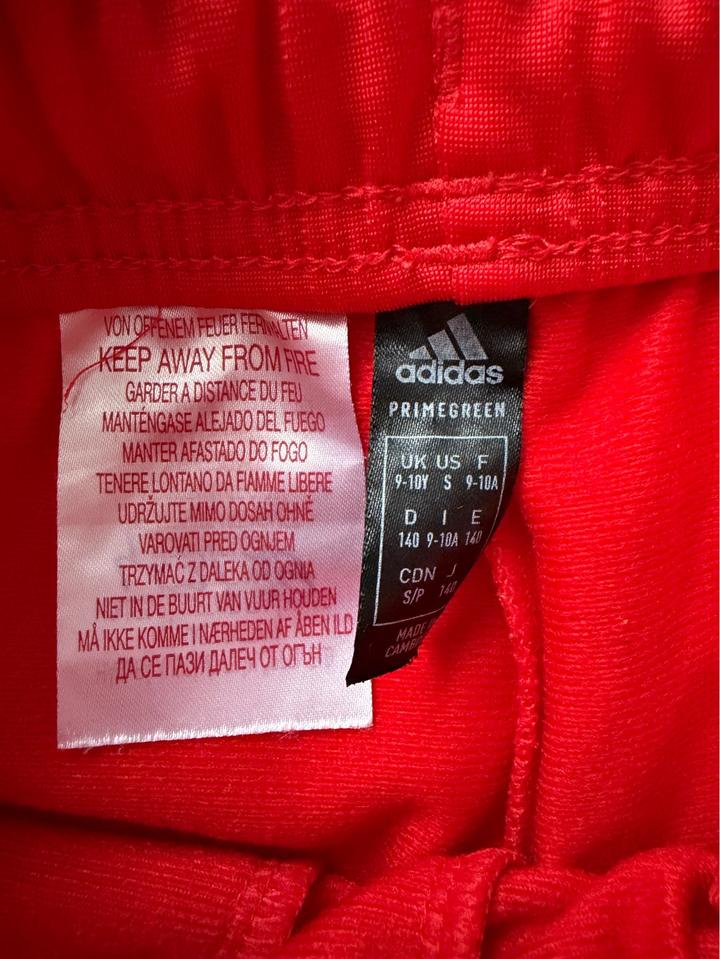 VON OFFENEM FEUER FERNHALTEN
KEEP AWAY FROM FIRE
GARDER A DISTANCE DU FEU
MANTÉNGASE ALEJADO DEL FUEGO
MANTER AFASTADO DO FOGO
TENERE LONTANO DA FIAMME LIBERE
UDRŽUJTE MIMO DOSAH OHNĚ
VAROVATI PRED OGNJEM
TRZYMAĆ Z DALEKA OD OGNIA
NIET IN DE BUURT VAN VUUR HOUDEN
MÅ IKKE KOMME I NÆRHEDEN AF ÅBEN ILD
ДА СЕ ПАЗИ ДАЛЕЧ ОТ ОГЪН
adidas
PRIMEGREEN
UK US F
9-10Y S 9-10A
D I E
140 9-10A 140
CDN J
S/P 140
MADE